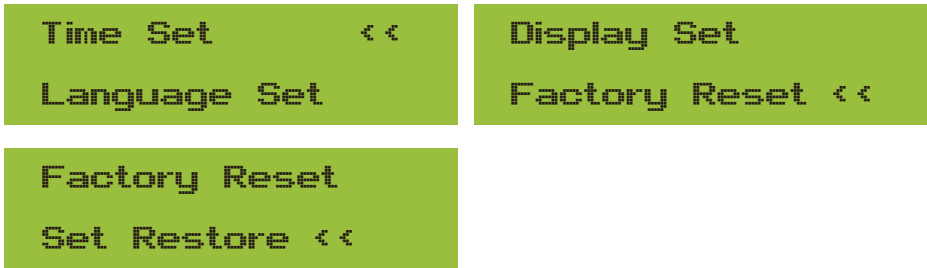 Time Set <<
Language Set
Display Set
Factory Reset <<
Factory Reset
Set Restore <<